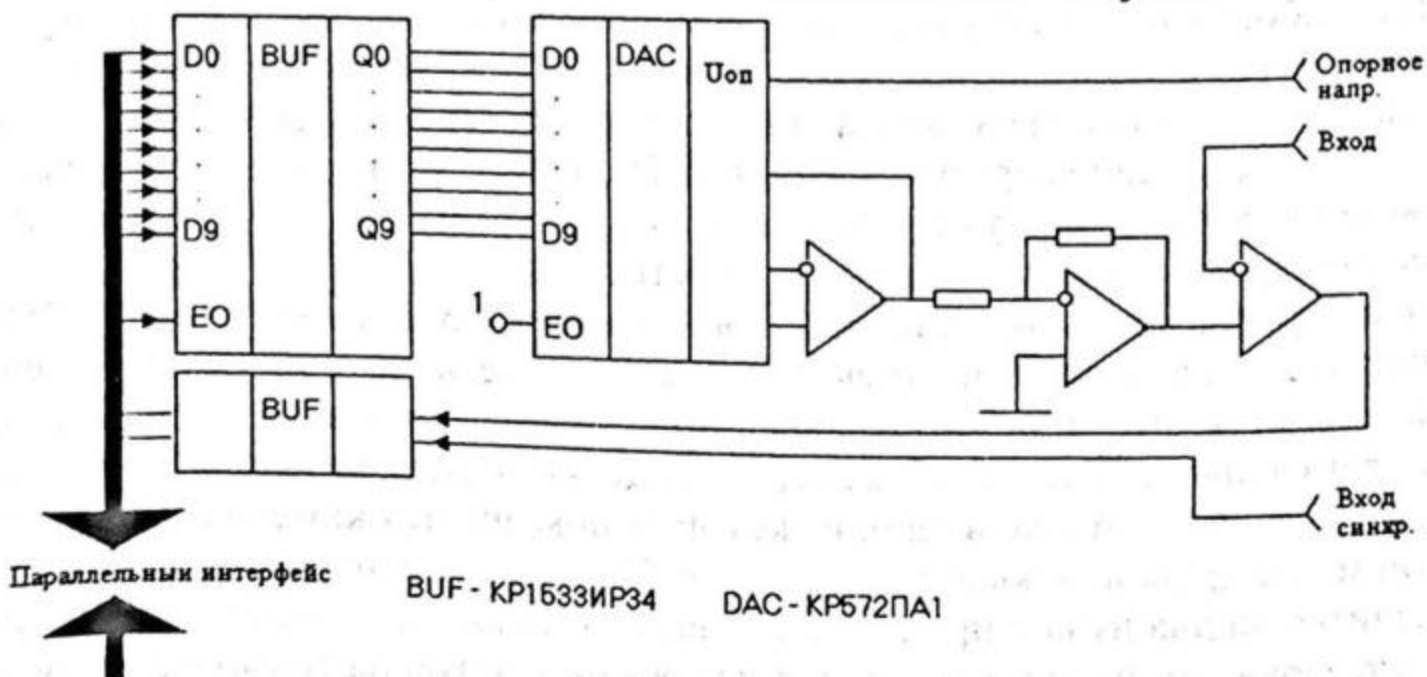 D0 BUF Q0
D9 Q9
EO
D0 DAC Uоп
D9
1
EO
Опорное
напр.
Вход
BUF
Вход
синхр.
Параллельный интерфейс
BUF - КР1533ИР34 DAC - КР572ПА1